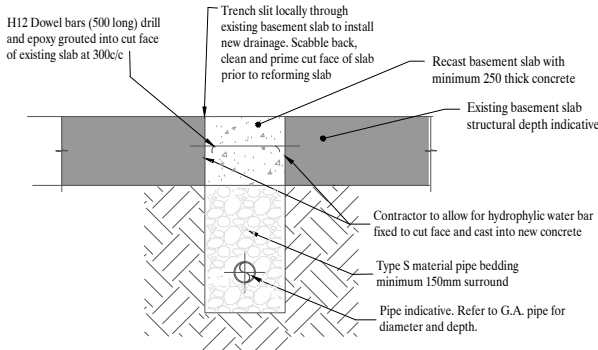 H12 Dowel bars (500 long) drill
and epoxy grouted into cut face
of existing slab at 300c/c
Trench slit locally through
existing basement slab to install
new drainage. Scabble back,
clean and prime cut face of slab
prior to reforming slab
Recast basement slab with
minimum 250 thick concrete
Existing basement slab
structural depth indicative
Contractor to allow for hydrophylic water bar
fixed to cut face and cast into new concrete
Type S material pipe bedding
minimum 150mm surround
Pipe indicative. Refer to G.A. pipe for
diameter and depth.